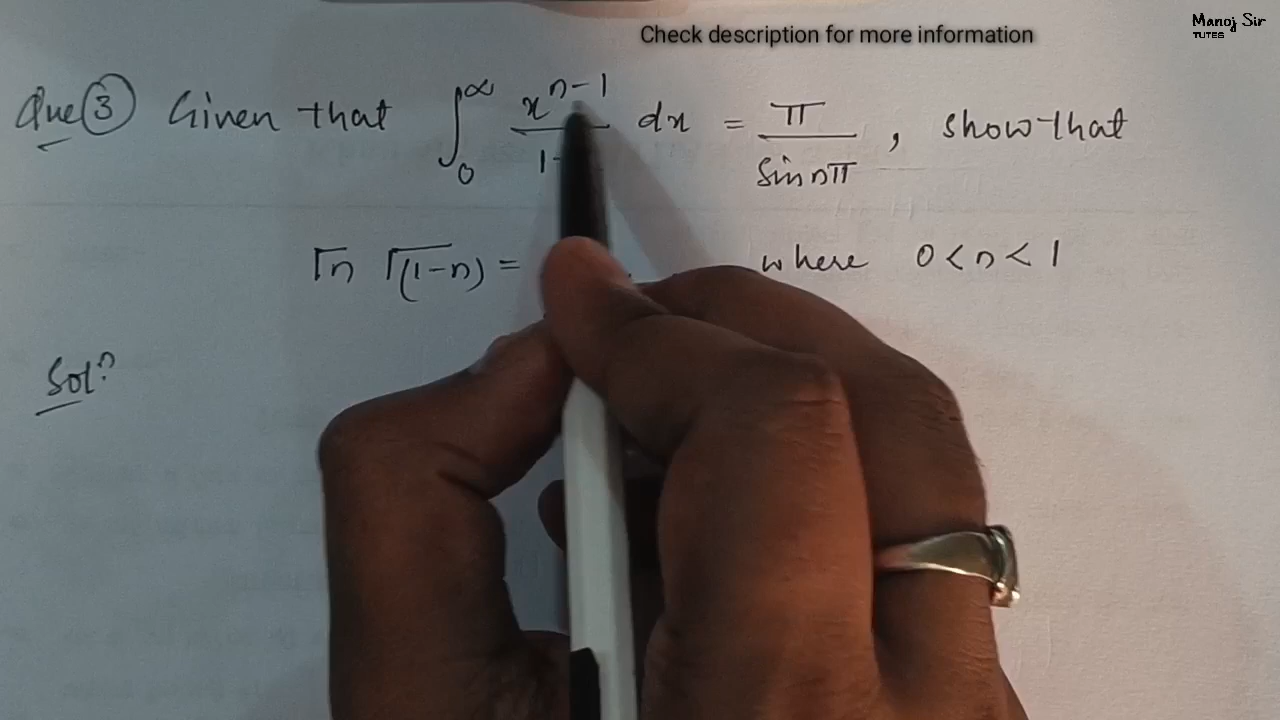 Check description for more information
Manoj Sir
TUTES
Que ③ Given that ∫₀^∞ x^(n-1) / 1 dx = π / sin nπ , show that
Γn Γ(1-n) = where 0 < n < 1
Solⁿ